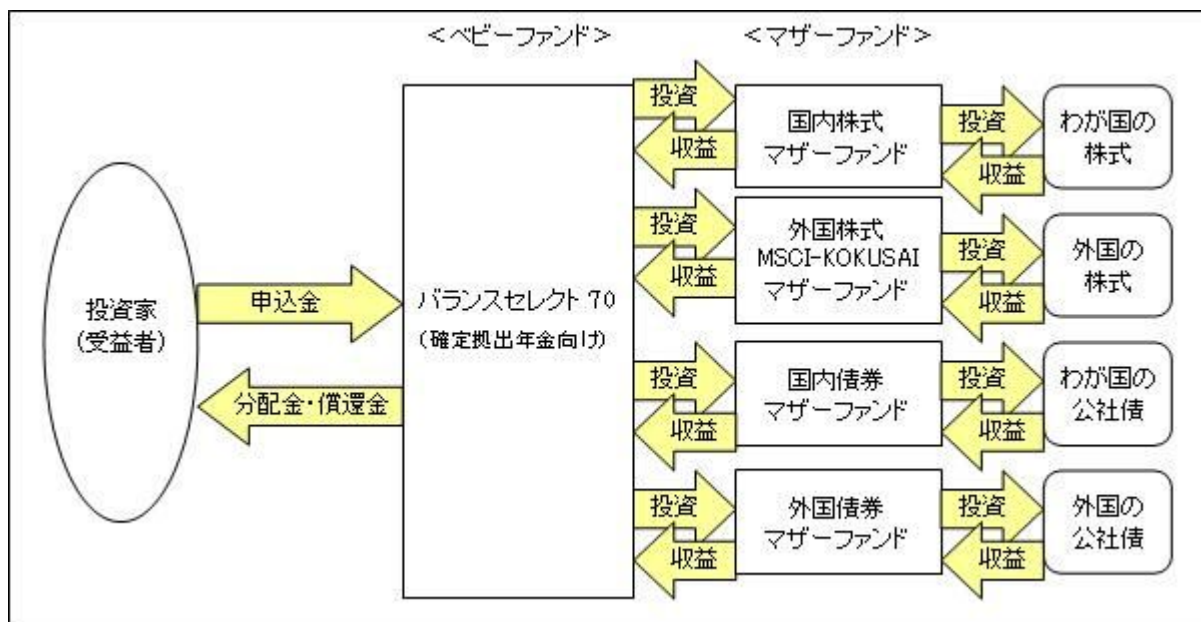 ＜ベビーファンド＞
＜マザーファンド＞
投資家
(受益者)
申込金
分配金・償還金
バランスセレクト70
(確定拠出年金向け)
投資
収益
国内株式
マザーファンド
投資
収益
わが国の
株式
投資
収益
外国株式
MSCI-KOKUSAI
マザーファンド
投資
収益
外国の
株式
投資
収益
国内債券
マザーファンド
投資
収益
わが国の
公社債
投資
収益
外国債券
マザーファンド
投資
収益
外国の
公社債